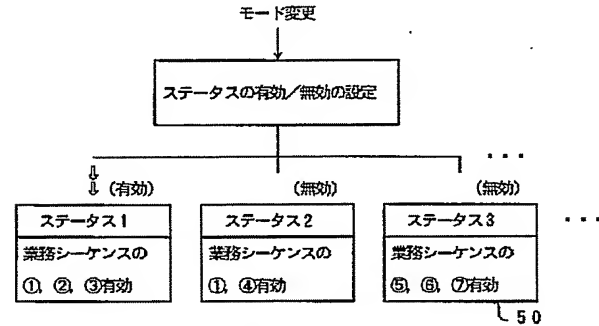 モード変更
ステータスの有効／無効の設定
・・・
(有効)
(無効)
(無効)
ステータス1
ステータス2
ステータス3
・・・
業務シーケンスの
①, ②, ③有効
業務シーケンスの
①, ④有効
業務シーケンスの
⑤, ⑥, ⑦有効
50